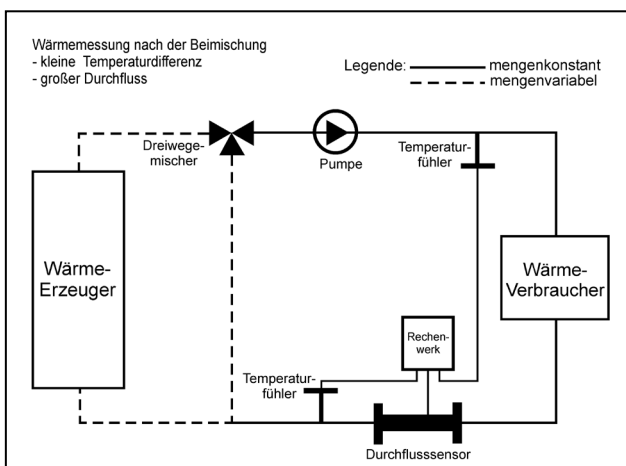 Wärmemessung nach der Beimischung
- kleine Temperaturdifferenz
- großer Durchfluss
Legende:
mengenkonstant
mengenvariabel
Dreiwege-
mischer
Pumpe
Temperatur-
fühler
Wärme-
Erzeuger
Wärme-
Verbraucher
Rechen-
werk
Temperatur-
fühler
Durchflusssensor